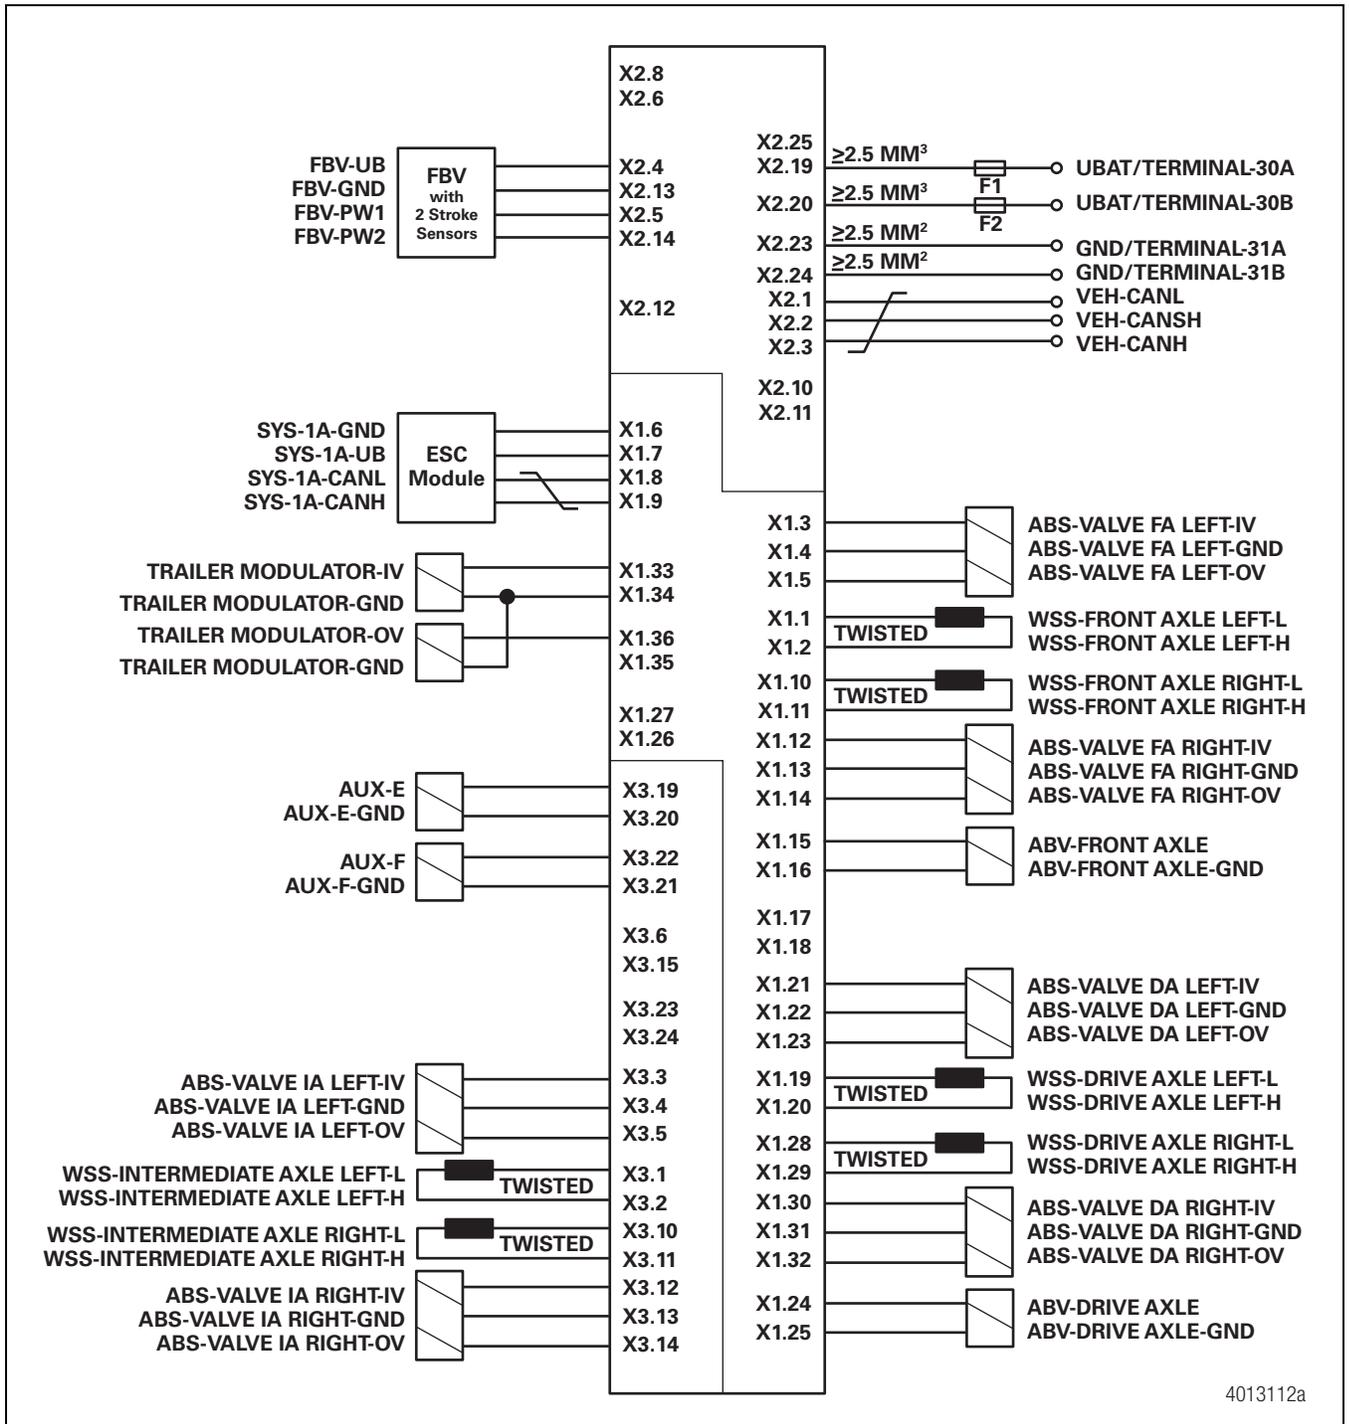 X2.8
X2.6
FBV-UB
FBV-GND
FBV-PW1
FBV-PW2
FBV
with
2 Stroke
Sensors
X2.4
X2.13
X2.5
X2.14
X2.12
X2.25
X2.19
X2.20
X2.23
X2.24
X2.1
X2.2
X2.3
X2.10
X2.11
≥2.5 MM³
F1
≥2.5 MM³
F2
≥2.5 MM²
≥2.5 MM²
UBAT/TERMINAL-30A
UBAT/TERMINAL-30B
GND/TERMINAL-31A
GND/TERMINAL-31B
VEH-CANL
VEH-CANSH
VEH-CANH
SYS-1A-GND
SYS-1A-UB
SYS-1A-CANL
SYS-1A-CANH
ESC
Module
X1.6
X1.7
X1.8
X1.9
TRAILER MODULATOR-IV
TRAILER MODULATOR-GND
TRAILER MODULATOR-OV
TRAILER MODULATOR-GND
X1.33
X1.34
X1.36
X1.35
X1.27
X1.26
AUX-E
AUX-E-GND
AUX-F
AUX-F-GND
X3.19
X3.20
X3.22
X3.21
X3.6
X3.15
X3.23
X3.24
ABS-VALVE IA LEFT-IV
ABS-VALVE IA LEFT-GND
ABS-VALVE IA LEFT-OV
X3.3
X3.4
X3.5
WSS-INTERMEDIATE AXLE LEFT-L
WSS-INTERMEDIATE AXLE LEFT-H
TWISTED
X3.1
X3.2
WSS-INTERMEDIATE AXLE RIGHT-L
WSS-INTERMEDIATE AXLE RIGHT-H
TWISTED
X3.10
X3.11
ABS-VALVE IA RIGHT-IV
ABS-VALVE IA RIGHT-GND
ABS-VALVE IA RIGHT-OV
X3.12
X3.13
X3.14
X1.3
X1.4
X1.5
ABS-VALVE FA LEFT-IV
ABS-VALVE FA LEFT-GND
ABS-VALVE FA LEFT-OV
X1.1
X1.2
TWISTED
WSS-FRONT AXLE LEFT-L
WSS-FRONT AXLE LEFT-H
X1.10
X1.11
TWISTED
WSS-FRONT AXLE RIGHT-L
WSS-FRONT AXLE RIGHT-H
X1.12
X1.13
X1.14
ABS-VALVE FA RIGHT-IV
ABS-VALVE FA RIGHT-GND
ABS-VALVE FA RIGHT-OV
X1.15
X1.16
ABV-FRONT AXLE
ABV-FRONT AXLE-GND
X1.17
X1.18
X1.21
X1.22
X1.23
ABS-VALVE DA LEFT-IV
ABS-VALVE DA LEFT-GND
ABS-VALVE DA LEFT-OV
X1.19
X1.20
TWISTED
WSS-DRIVE AXLE LEFT-L
WSS-DRIVE AXLE LEFT-H
X1.28
X1.29
TWISTED
WSS-DRIVE AXLE RIGHT-L
WSS-DRIVE AXLE RIGHT-H
X1.30
X1.31
X1.32
ABS-VALVE DA RIGHT-IV
ABS-VALVE DA RIGHT-GND
ABS-VALVE DA RIGHT-OV
X1.24
X1.25
ABV-DRIVE AXLE
ABV-DRIVE AXLE-GND
4013112a